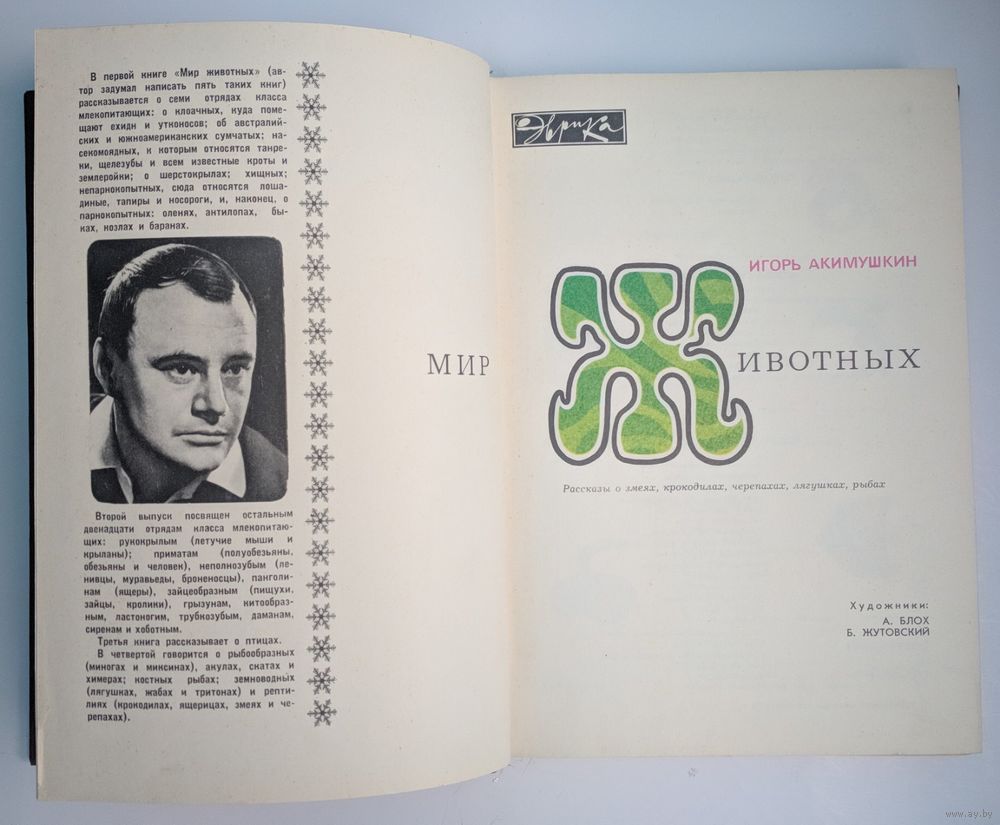 В первой книге «Мир животных» (ав-
тор задумал написать пять таких книг)
рассказывается о семи отрядах класса
млекопитающих: о клоачных, куда поме-
щают ехидн и утконосов; об австралий-
ских и южноамериканских сумчатых; на-
секомоядных, к которым относятся танре-
ки, щелезубы и всем известные кроты и
землеройки; о шерстокрылах; хищных;
непарнокопытных, сюда относятся лоша-
диные, тапиры и носороги, и, наконец, о
парнокопытных: оленях, антилопах, бы-
ках, козлах и баранах.
Второй выпуск посвящен остальным
двенадцати отрядам класса млекопитаю-
щих: рукокрылым (летучие мыши и
крыланы); приматам (полуобезьяны,
обезьяны и человек), неполнозубым (ле-
нивцы, муравьеды, броненосцы), панголи-
нам (ящеры), зайцеобразным (пищухи,
зайцы, кролики), грызунам, китообраз-
ным, ластоногим, трубкозубым, даманам,
сиренам и хоботным.
Третья книга рассказывает о птицах.
В четвертой говорится о рыбообразных
(миногах и миксинах), акулах, скатах и
химерах; костных рыбах; земноводных
(лягушках, жабах и тритонах) и репти-
лиях (крокодилах, ящерицах, змеях и че-
репахах).
Эврика
ИГОРЬ АКИМУШКИН
МИР ЖИВОТНЫХ
Рассказы о змеях, крокодилах, черепахах, лягушках, рыбах
Художники:
А. БЛОХ
Б. ЖУТОВСКИЙ
www.ay.by